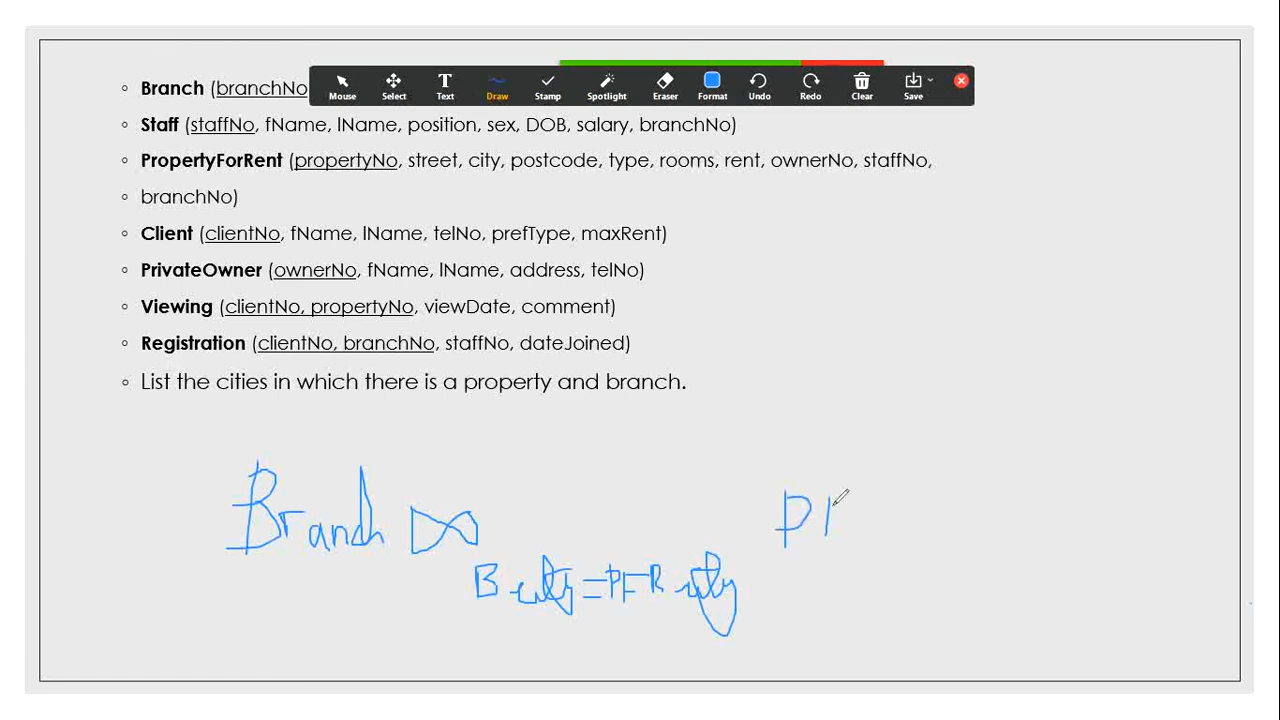 Branch (branchNo
Mouse Select Text Draw Stamp Spotlight Eraser Format Undo Redo Clear Save
Staff (staffNo, fName, lName, position, sex, DOB, salary, branchNo)
PropertyForRent (propertyNo, street, city, postcode, type, rooms, rent, ownerNo, staffNo,
branchNo)
Client (clientNo, fName, lName, telNo, prefType, maxRent)
PrivateOwner (ownerNo, fName, lName, address, telNo)
Viewing (clientNo, propertyNo, viewDate, comment)
Registration (clientNo, branchNo, staffNo, dateJoined)
List the cities in which there is a property and branch.
Branch ⋈ P
B city = PFR city